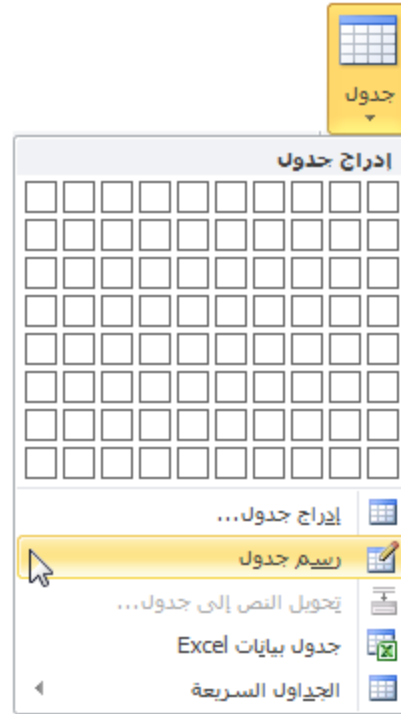 جدول
إدراج جدول
إدراج جدول...
رسم جدول
تحويل النص إلى جدول...
جدول بيانات Excel
الجداول السريعة